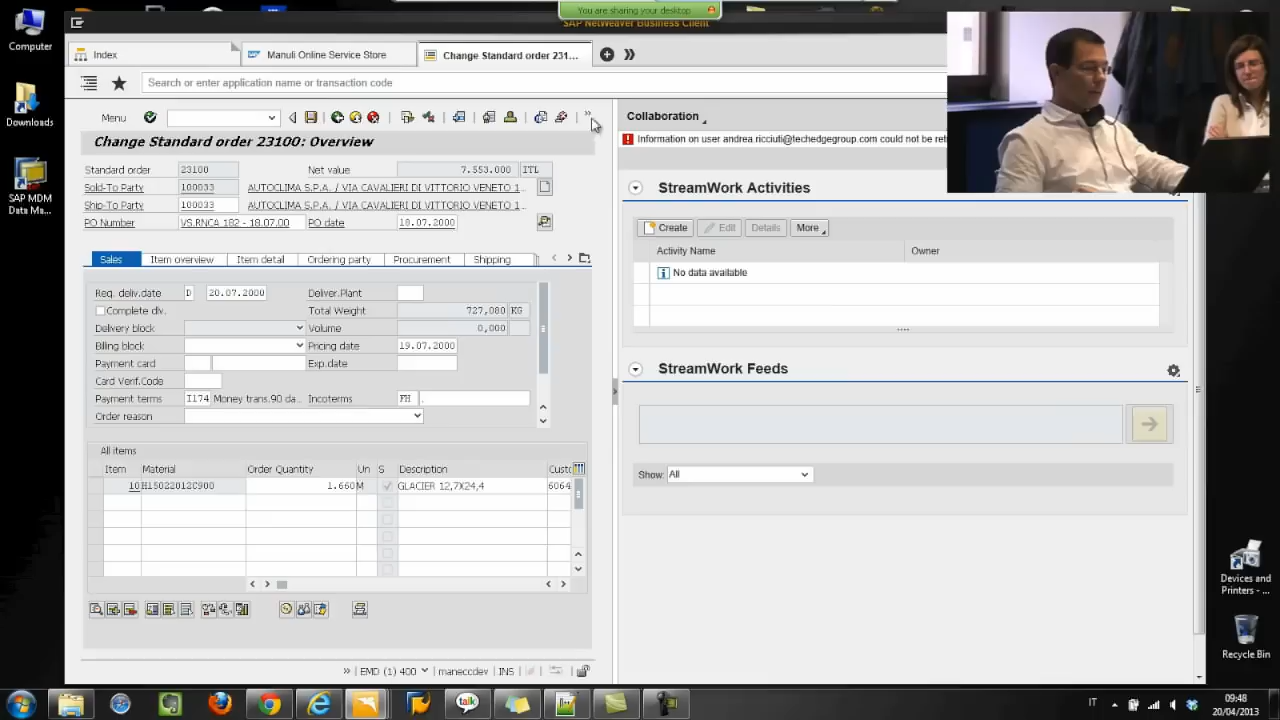 You are sharing your desktop
SAP NetWeaver Business Client
Computer
Downloads
SAP MDM
Data Ma...
Index
Manuli Online Service Store
Change Standard order 231...
Search or enter application name or transaction code
Menu
Change Standard order 23100: Overview
Standard order 23100 Net value 7.553.000 ITL
Sold-To Party 100033 AUTOCLIMA S.P.A. / VIA CAVALIERI DI VITTORIO VENETO 1...
Ship-To Party 100033 AUTOCLIMA S.P.A. / VIA CAVALIERI DI VITTORIO VENETO 1...
PO Number VS.RNCA 182 - 18.07.00 PO date 18.07.2000
Sales Item overview Item detail Ordering party Procurement Shipping
Req. deliv.date D 20.07.2000 Deliver.Plant
Complete dlv. Total Weight 727,080 KG
Delivery block Volume 0,000
Billing block Pricing date 19.07.2000
Payment card Exp.date
Card Verif.Code
Payment terms I174 Money trans.90 da... Incoterms FH .
Order reason
All items
Item Material Order Quantity Un S Description Custo
10 H15022012C900 1.660 M GLACIER 12,7X24,4 6064
EMD (1) 400 maneccdev INS
Collaboration
Information on user andrea.ricciuti@techedgegroup.com could not be ret
StreamWork Activities
Create Edit Details More
Activity Name Owner
No data available
StreamWork Feeds
Show: All
Devices and
Printers - ...
Recycle Bin
talk
IT
09:48
20/04/2013